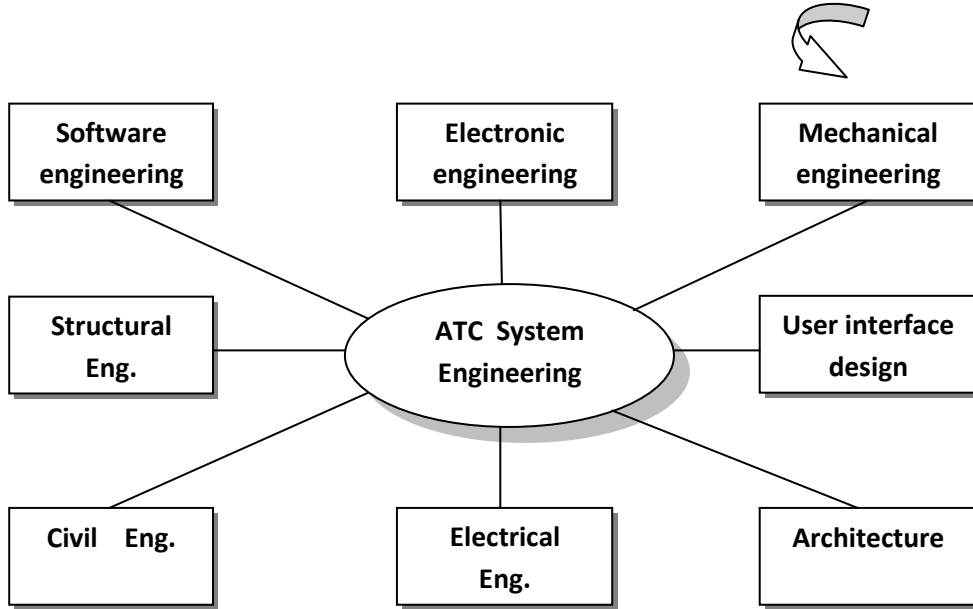 Software
engineering
Electronic
engineering
Mechanical
engineering
Structural
Eng.
ATC System
Engineering
User interface
design
Civil Eng.
Electrical
Eng.
Architecture